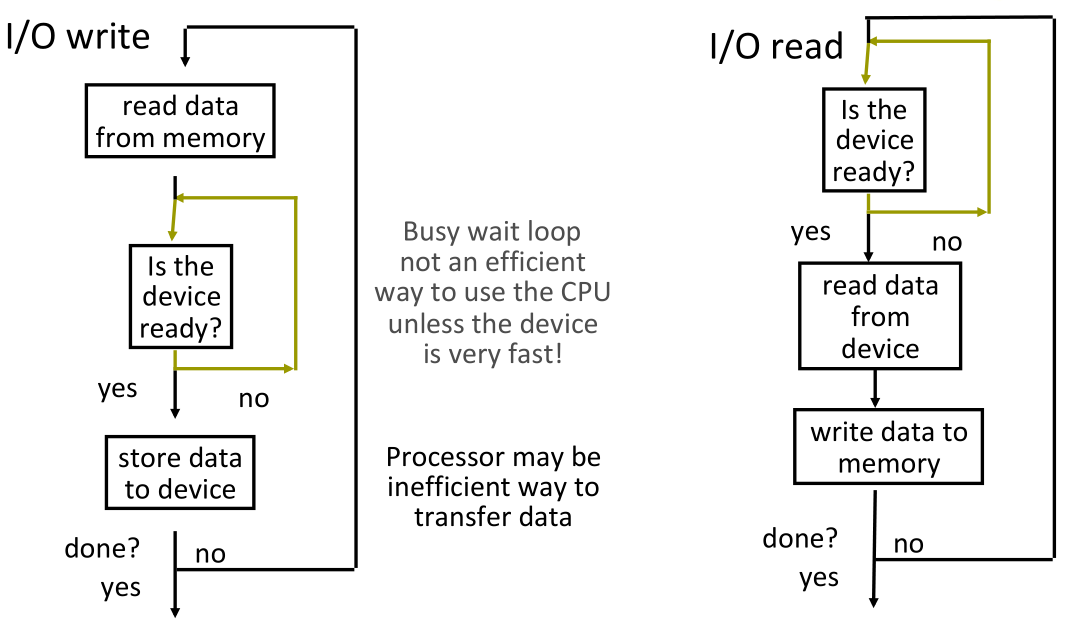 I/O write
read data
from memory
Is the
device
ready?
yes
no
store data
to device
done?
no
yes
Busy wait loop
not an efficient
way to use the CPU
unless the device
is very fast!
Processor may be
inefficient way to
transfer data
I/O read
Is the
device
ready?
yes
no
read data
from
device
write data to
memory
done?
no
yes